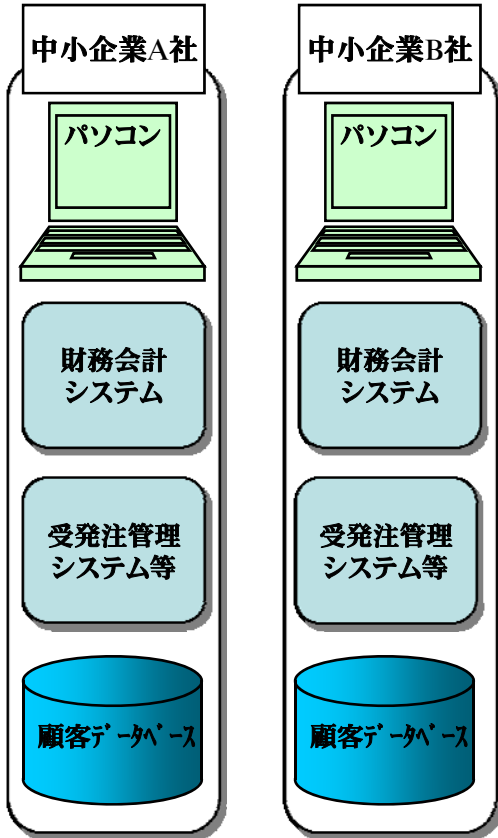 中小企業A社
パソコン
財務会計
システム
受発注管理
システム等
顧客ﾃﾞｰﾀﾍﾞｰｽ
中小企業B社
パソコン
財務会計
システム
受発注管理
システム等
顧客ﾃﾞｰﾀﾍﾞｰｽ